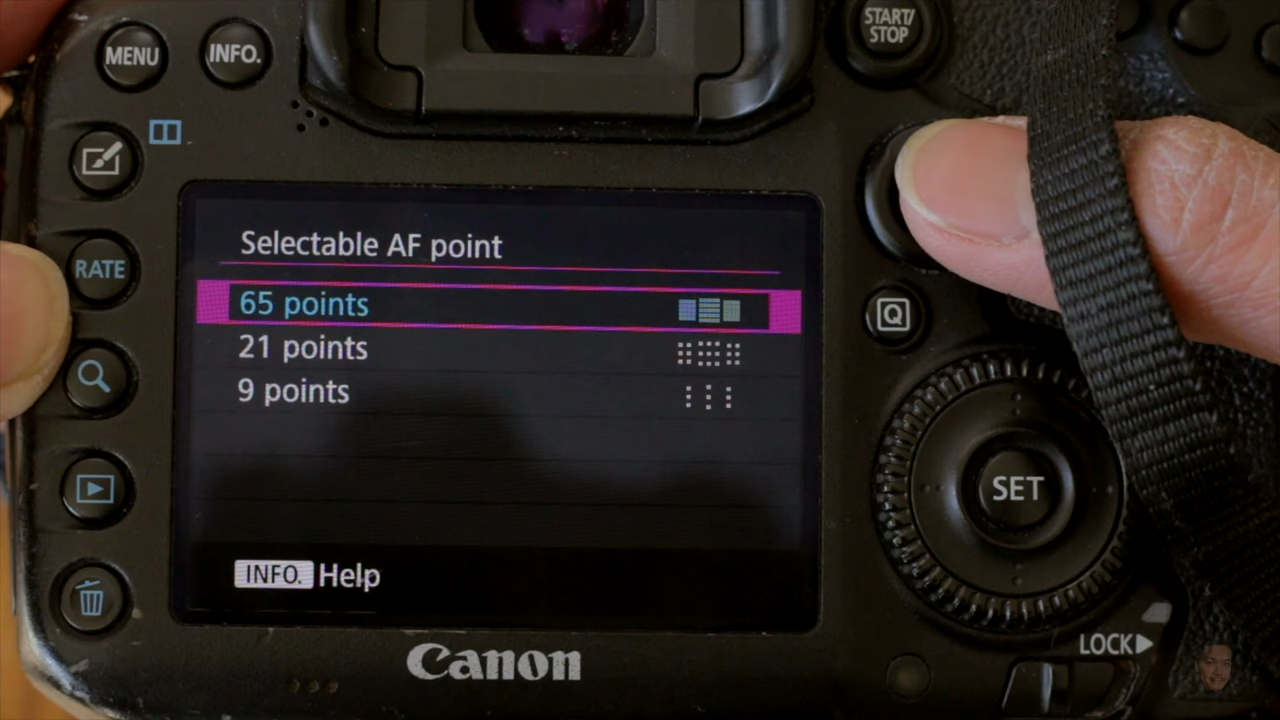 MENU
INFO.
START/
STOP
RATE
Selectable AF point
65 points
21 points
9 points
Q
SET
INFO. Help
LOCK
Canon